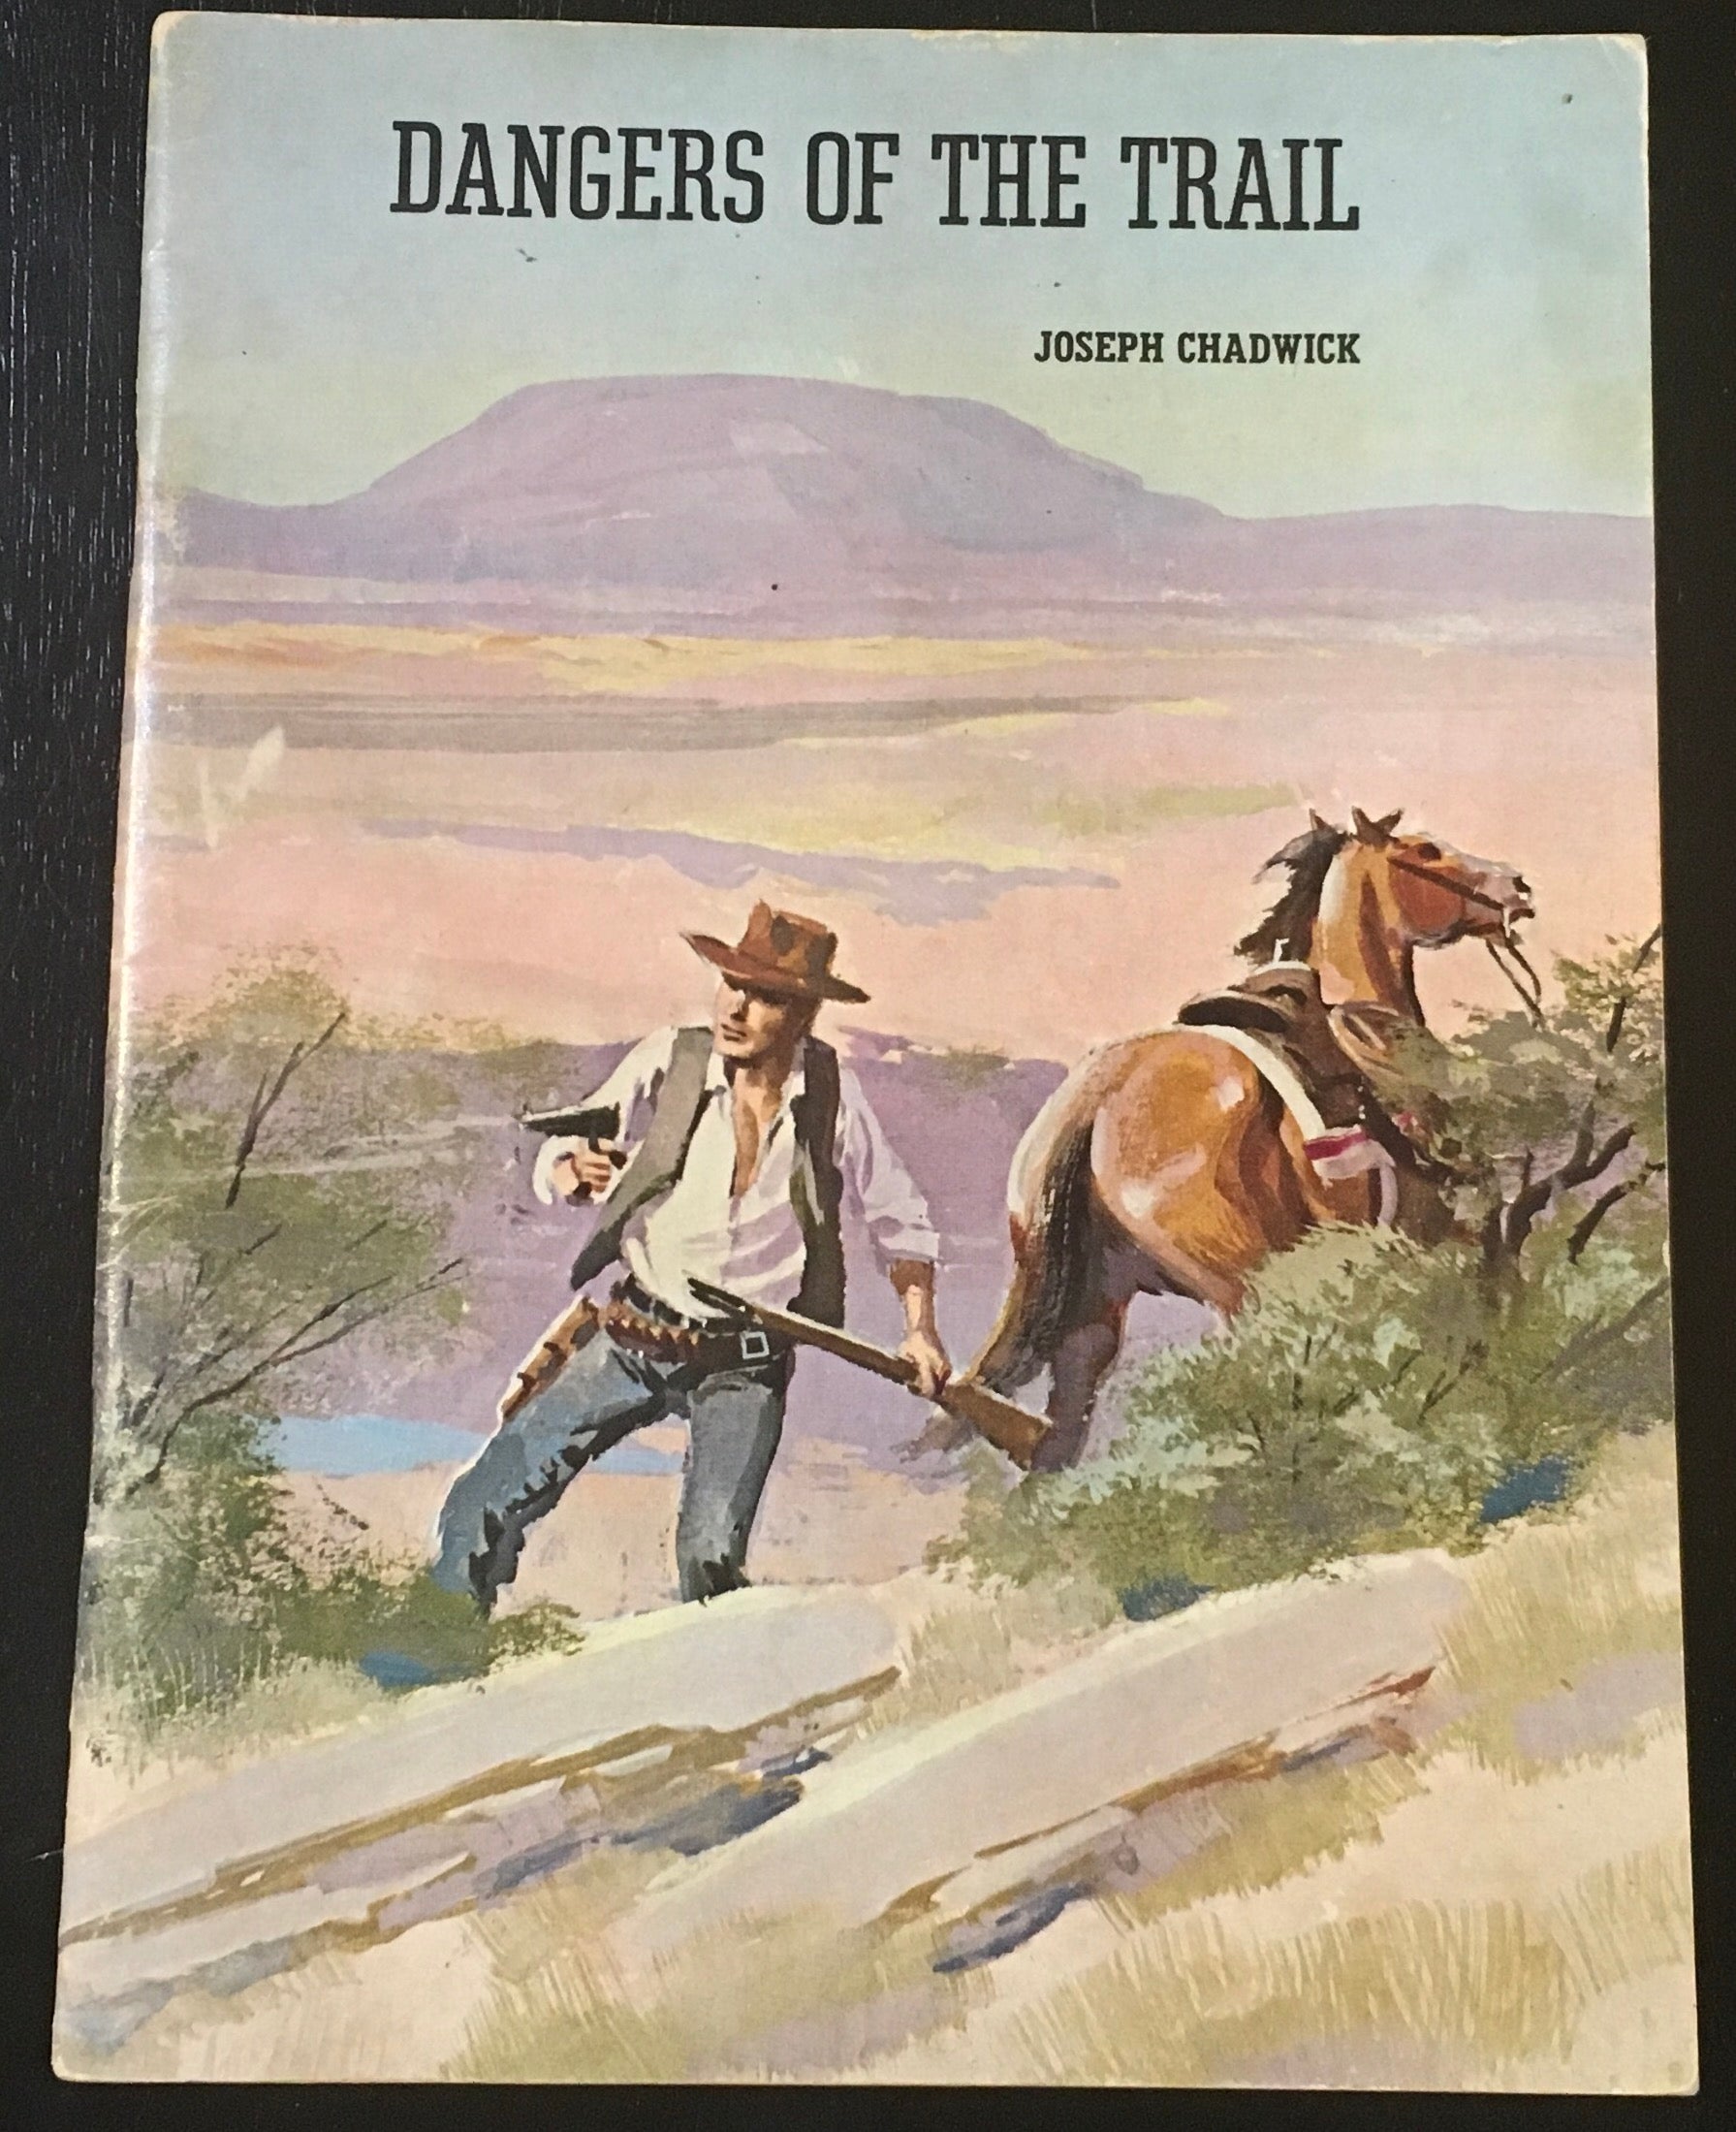 DANGERS OF THE TRAIL
JOSEPH CHADWICK